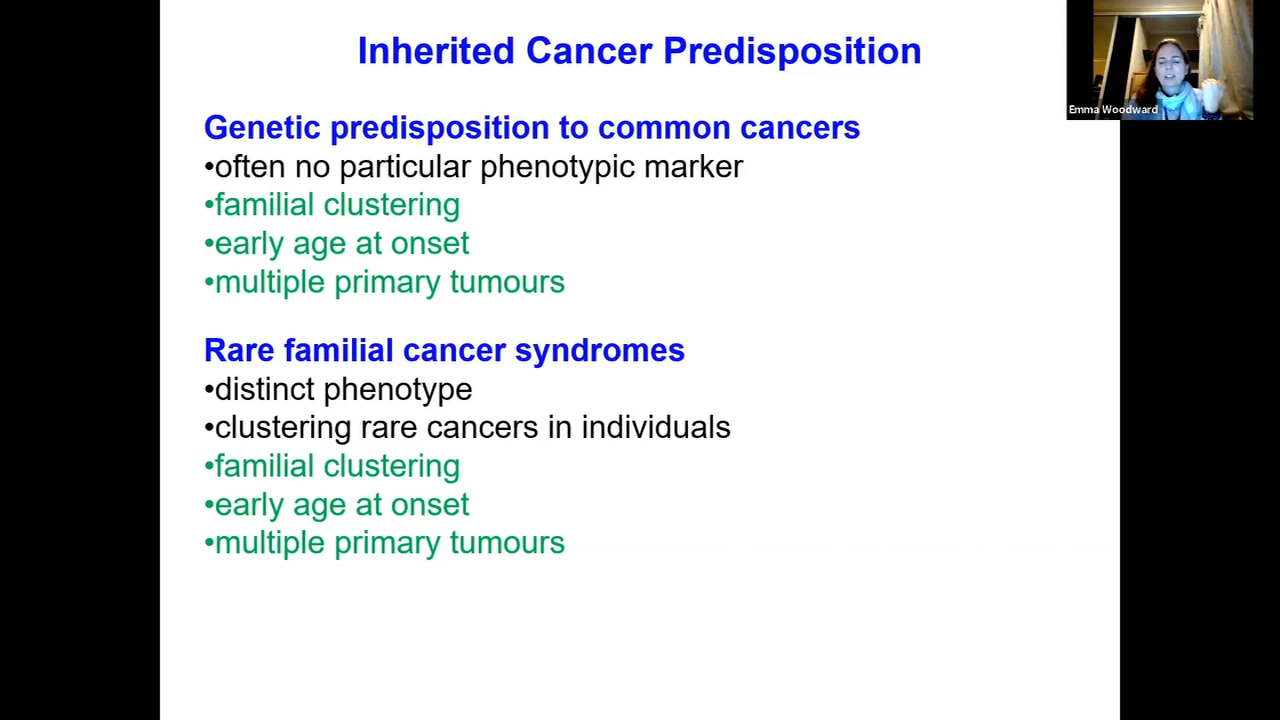 Inherited Cancer Predisposition
Emma Woodward
Genetic predisposition to common cancers
•often no particular phenotypic marker
•familial clustering
•early age at onset
•multiple primary tumours
Rare familial cancer syndromes
•distinct phenotype
•clustering rare cancers in individuals
•familial clustering
•early age at onset
•multiple primary tumours